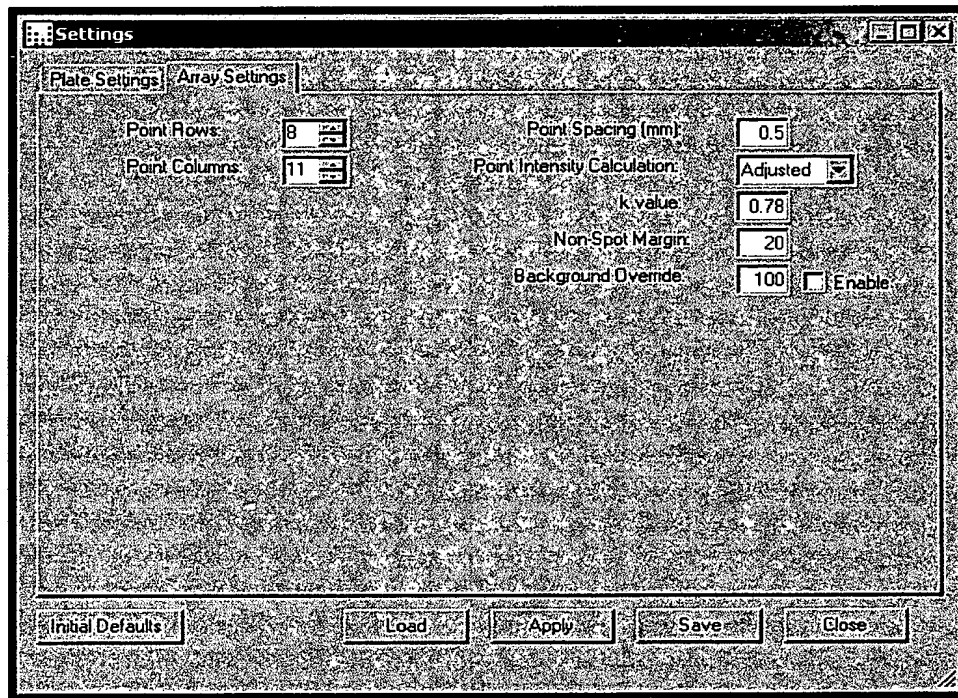 Settings
Plate Settings Array Settings
Point Rows: 8 Point Spacing (mm): 0.5
Point Columns: 11 Point Intensity Calculation: Adjusted
k value: 0.78
Non-Spot Margin: 20
Background Override: 100 Enable
Initial Defaults Load Apply Save Close